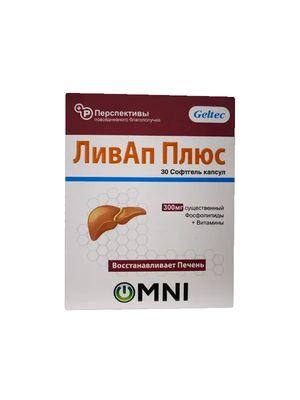 Перспективы
повседневного благополучия
Geltec
ЛивАп Плюс
30 Софтгель капсул
300мг существенный
Фосфолипиды
+ Витамины
Восстанавливает Печень
OMNI